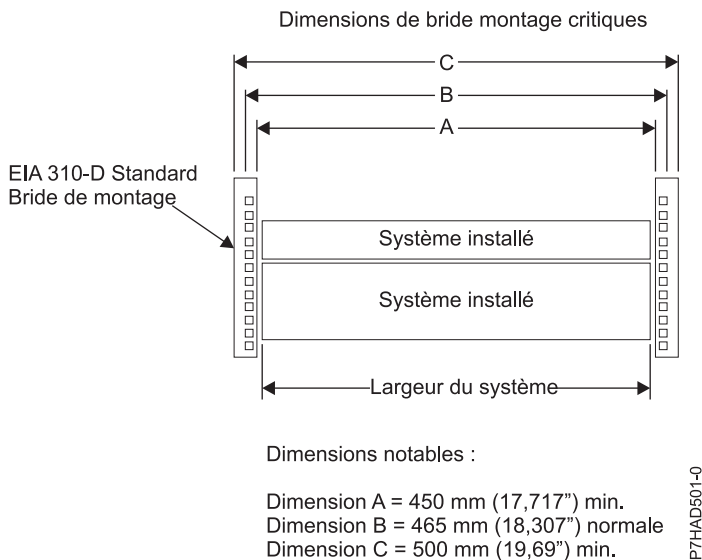 Dimensions de bride montage critiques
C
B
A
EIA 310-D Standard
Bride de montage
Système installé
Système installé
Largeur du système
Dimensions notables :
Dimension A = 450 mm (17,717”) min.
Dimension B = 465 mm (18,307”) normale
Dimension C = 500 mm (19,69”) min.
P7HAD501-0